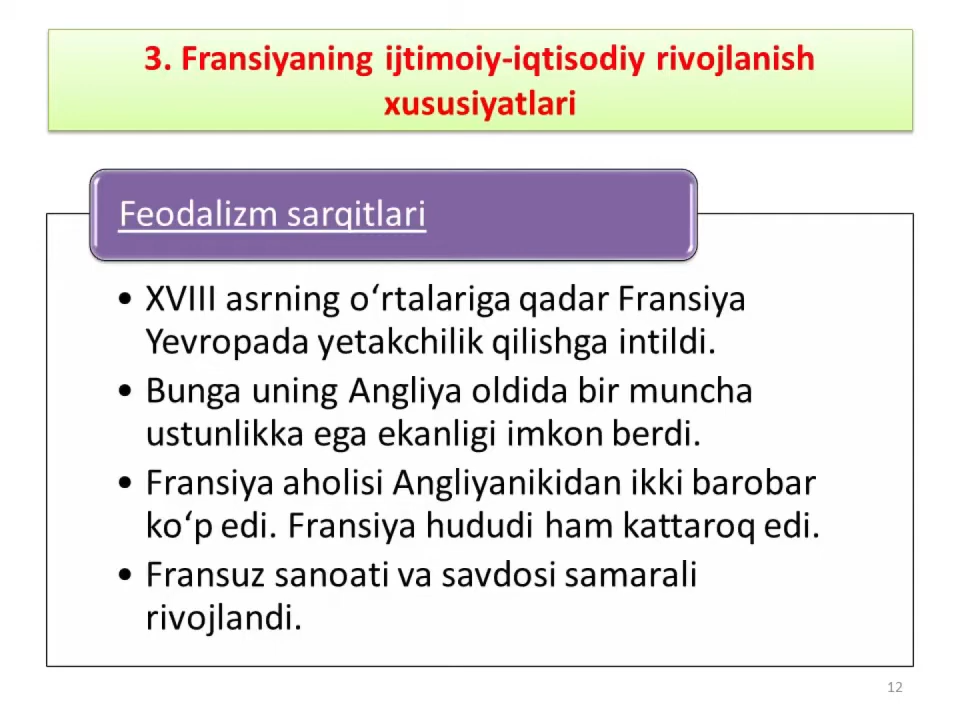 3. Fransiyaning ijtimoiy-iqtisodiy rivojlanish
xususiyatlari
Feodalizm sarqitlari
• XVIII asrning o‘rtalariga qadar Fransiya
Yevropada yetakchilik qilishga intildi.
• Bunga uning Angliya oldida bir muncha
ustunlikka ega ekanligi imkon berdi.
• Fransiya aholisi Angliyanikidan ikki barobar
ko‘p edi. Fransiya hududi ham kattaroq edi.
• Fransuz sanoati va savdosi samarali
rivojlandi.
12